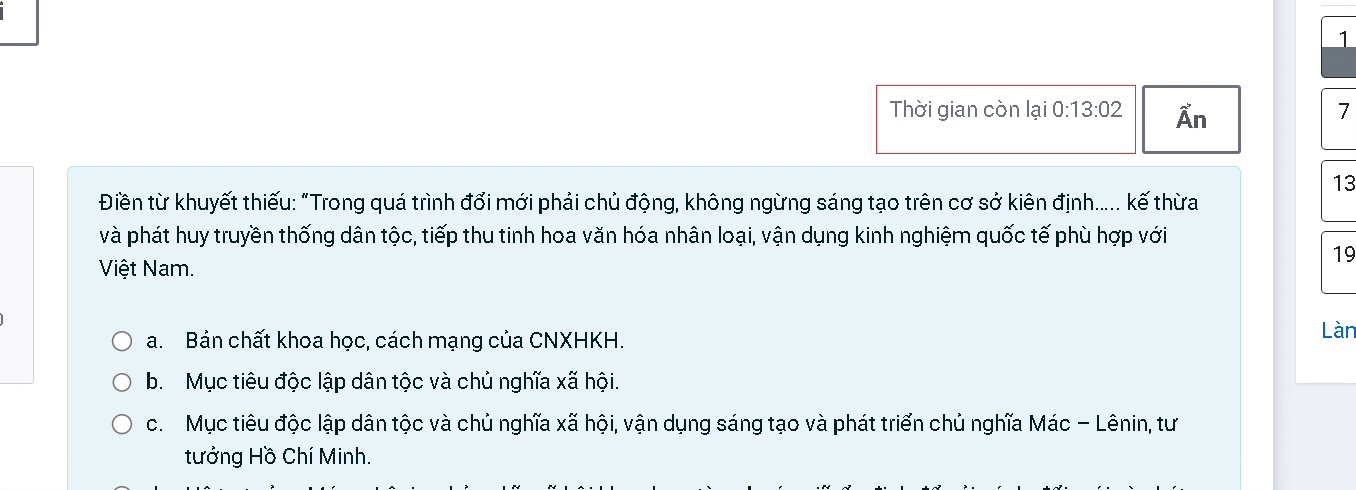 Thời gian còn lại 0:13:02
Ẩn
1
7
13
19
Điền từ khuyết thiếu: "Trong quá trình đổi mới phải chủ động, không ngừng sáng tạo trên cơ sở kiên định..... kế thừa
và phát huy truyền thống dân tộc, tiếp thu tinh hoa văn hóa nhân loại, vận dụng kinh nghiệm quốc tế phù hợp với
Việt Nam.
a. Bản chất khoa học, cách mạng của CNXHKH.
b. Mục tiêu độc lập dân tộc và chủ nghĩa xã hội.
c. Mục tiêu độc lập dân tộc và chủ nghĩa xã hội, vận dụng sáng tạo và phát triển chủ nghĩa Mác – Lênin, tư
tưởng Hồ Chí Minh.